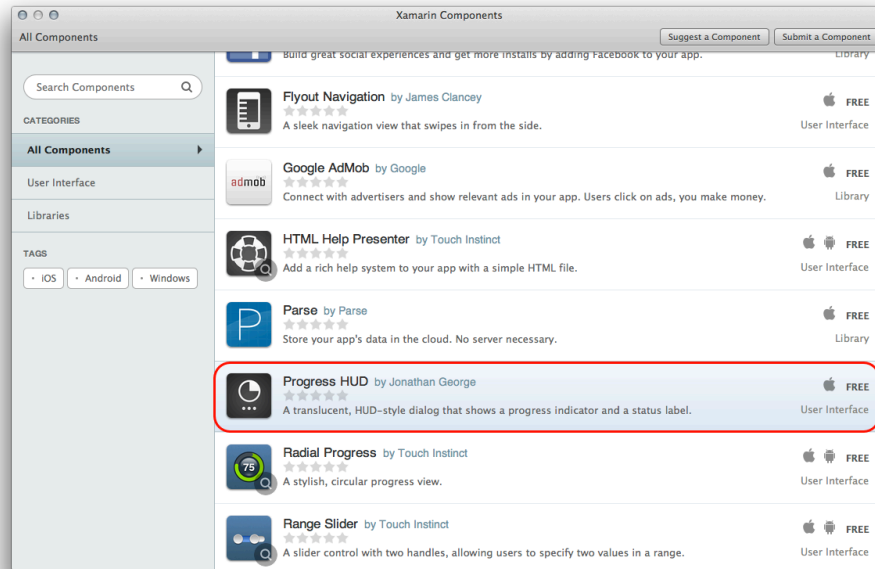 Xamarin Components
All Components
Suggest a Component
Submit a Component
Search Components
CATEGORIES
All Components
User Interface
Libraries
TAGS
iOS
Android
Windows
Build great social experiences and get more installs by adding Facebook to your app.
Library
Flyout Navigation by James Clancey
FREE
A sleek navigation view that swipes in from the side.
User Interface
admob
Google AdMob by Google
FREE
Connect with advertisers and show relevant ads in your app. Users click on ads, you make money.
Library
HTML Help Presenter by Touch Instinct
FREE
Add a rich help system to your app with a simple HTML file.
User Interface
P
Parse by Parse
FREE
Store your app's data in the cloud. No server necessary.
Library
Progress HUD by Jonathan George
FREE
A translucent, HUD-style dialog that shows a progress indicator and a status label.
User Interface
75
Radial Progress by Touch Instinct
FREE
A stylish, circular progress view.
User Interface
Range Slider by Touch Instinct
FREE
A slider control with two handles, allowing users to specify two values in a range.
User Interface